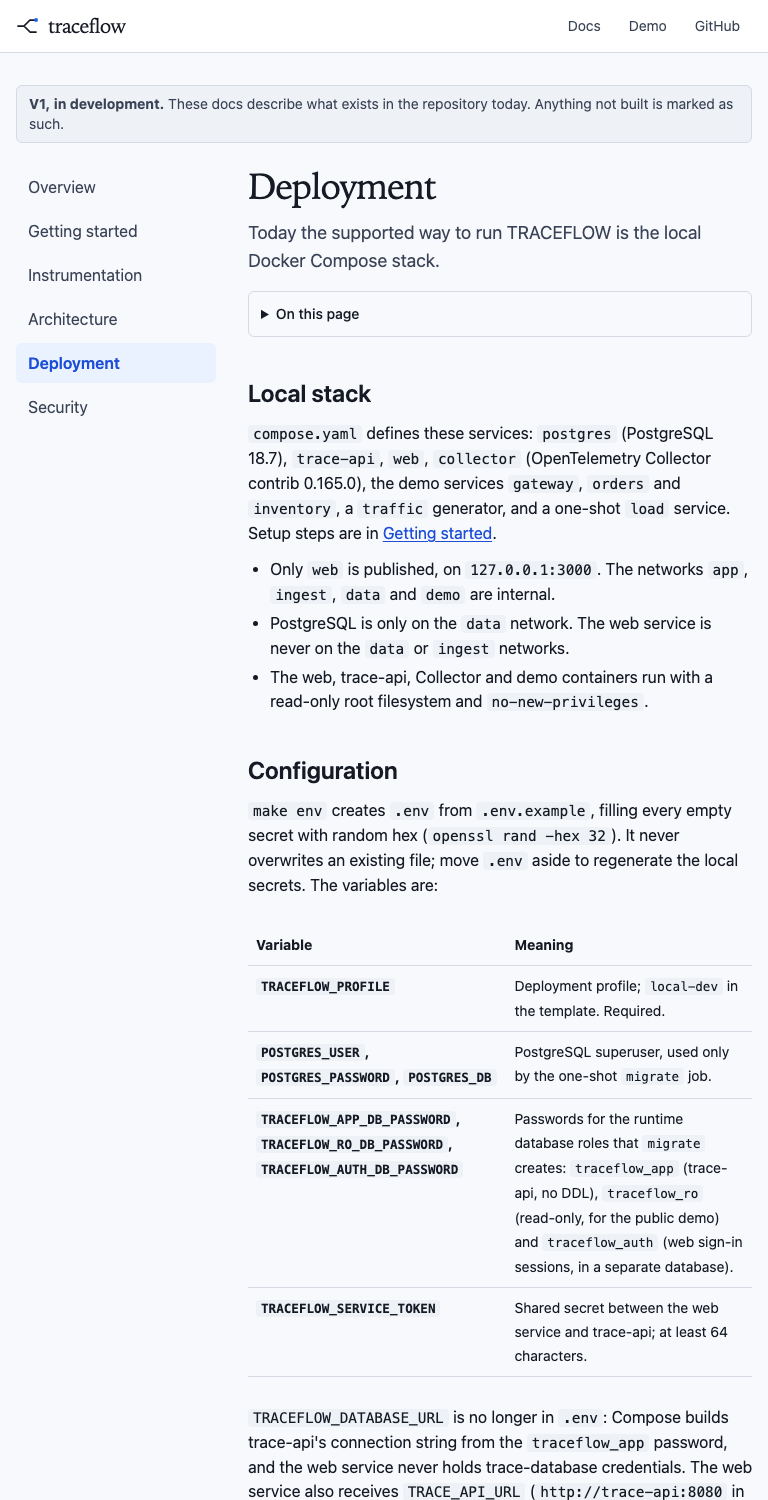 traceflow
Docs
Demo
GitHub
V1, in development. These docs describe what exists in the repository today. Anything not built is marked as
such.
Overview
Getting started
Instrumentation
Architecture
Deployment
Security
Deployment
Today the supported way to run TRACEFLOW is the local
Docker Compose stack.
On this page
Local stack
compose.yaml defines these services: postgres (PostgreSQL
18.7), trace-api, web, collector (OpenTelemetry Collector
contrib 0.165.0), the demo services gateway, orders and
inventory, a traffic generator, and a one-shot load service.
Setup steps are in Getting started.
• Only web is published, on 127.0.0.1:3000. The networks app,
ingest, data and demo are internal.
• PostgreSQL is only on the data network. The web service is
never on the data or ingest networks.
• The web, trace-api, Collector and demo containers run with a
read-only root filesystem and no-new-privileges.
Configuration
make env creates .env from .env.example, filling every empty
secret with random hex (openssl rand -hex 32). It never
overwrites an existing file; move .env aside to regenerate the local
secrets. The variables are:
Variable
Meaning
TRACEFLOW_PROFILE
Deployment profile; local-dev in
the template. Required.
POSTGRES_USER,
POSTGRES_PASSWORD, POSTGRES_DB
PostgreSQL superuser, used only
by the one-shot migrate job.
TRACEFLOW_APP_DB_PASSWORD,
TRACEFLOW_RO_DB_PASSWORD,
TRACEFLOW_AUTH_DB_PASSWORD
Passwords for the runtime
database roles that migrate
creates: traceflow_app (trace-
api, no DDL), traceflow_ro
(read-only, for the public demo)
and traceflow_auth (web sign-in
sessions, in a separate database).
TRACEFLOW_SERVICE_TOKEN
Shared secret between the web
service and trace-api; at least 64
characters.
TRACEFLOW_DATABASE_URL is no longer in .env: Compose builds
trace-api's connection string from the traceflow_app password,
and the web service never holds trace-database credentials. The web
service also receives TRACE_API_URL (http://trace-api:8080 in